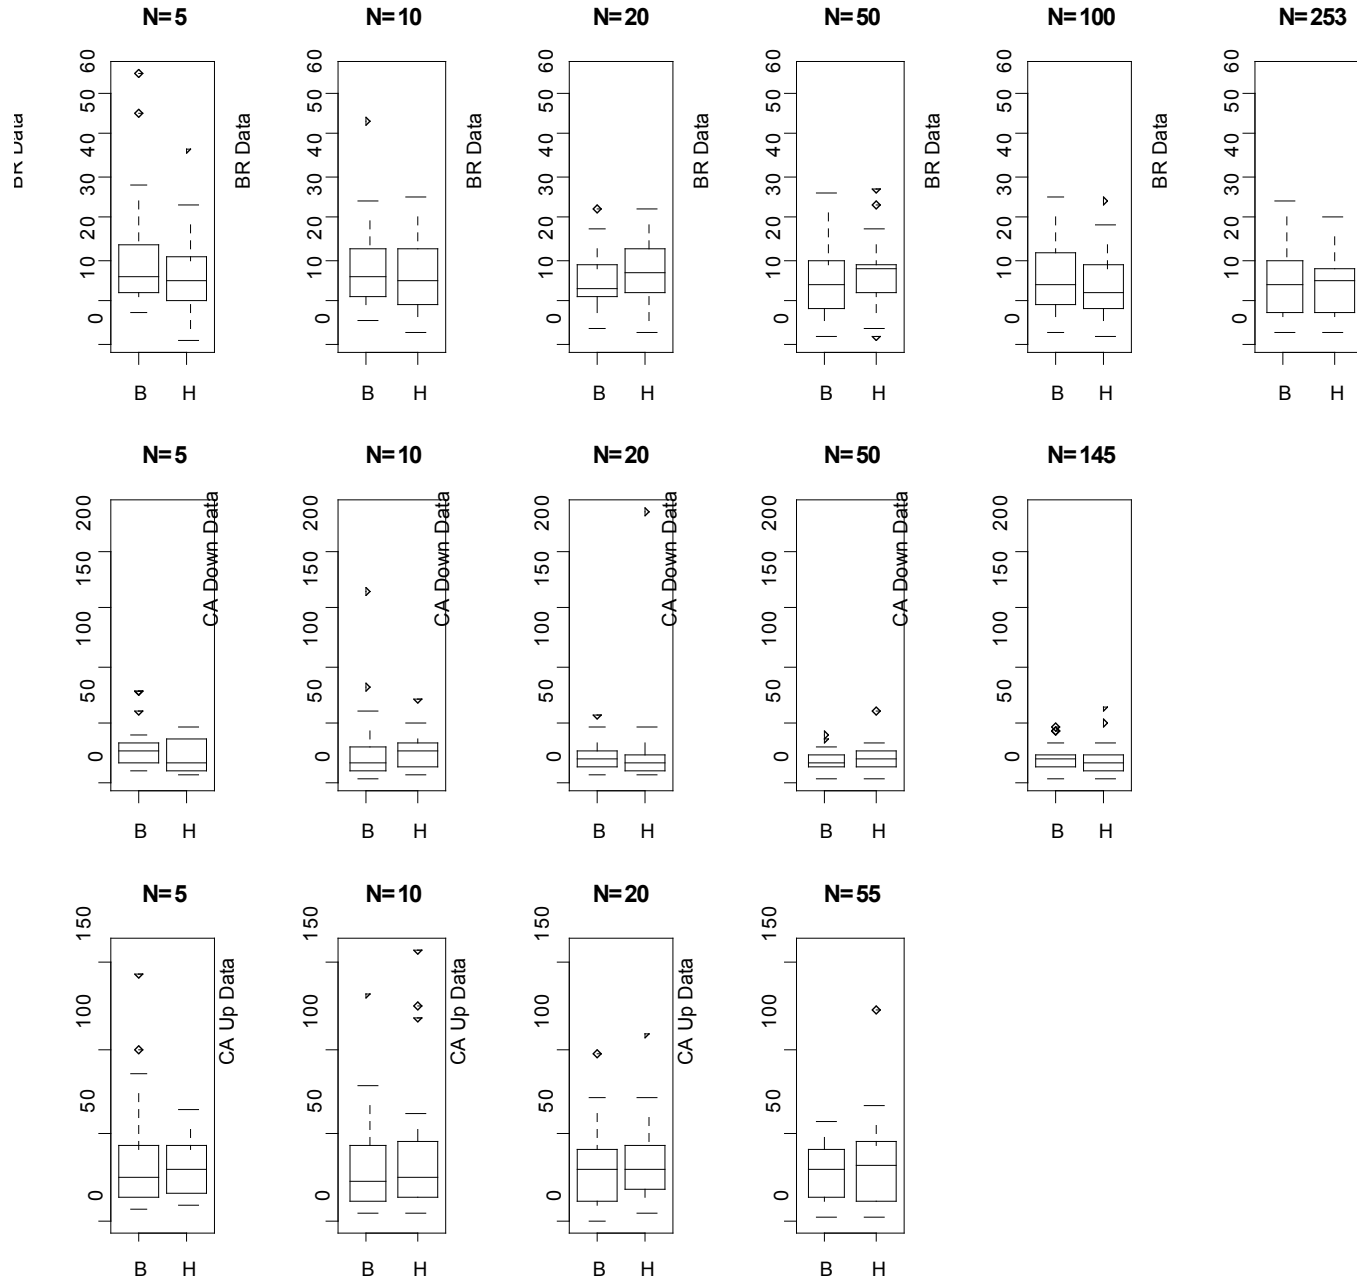 N=5 N=10 N=20 N=50 N=100 N=253
BR Data BR Data BR Data BR Data BR Data BR Data
60 60 60 60 60 60
50 50 50 50 50 50
40 40 40 40 40 40
30 30 30 30 30 30
20 20 20 20 20 20
10 10 10 10 10 10
0 0 0 0 0 0
B H B H B H B H B H B H
N=5 N=10 N=20 N=50 N=145
CA Down Data CA Down Data CA Down Data CA Down Data
200 200 200 200 200
150 150 150 150 150
100 100 100 100 100
50 50 50 50 50
0 0 0 0 0
B H B H B H B H B H
N=5 N=10 N=20 N=55
CA Up Data CA Up Data CA Up Data
150 150 150 150
100 100 100 100
50 50 50 50
0 0 0 0
B H B H B H B H